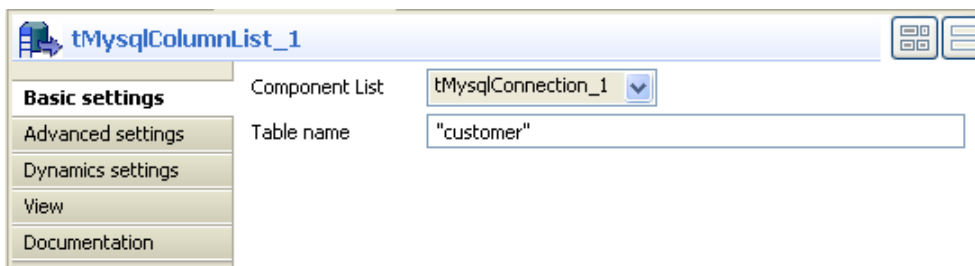 tMysqlColumnList_1
Basic settings
Component List tMysqlConnection_1
Advanced settings
Table name "customer"
Dynamics settings
View
Documentation